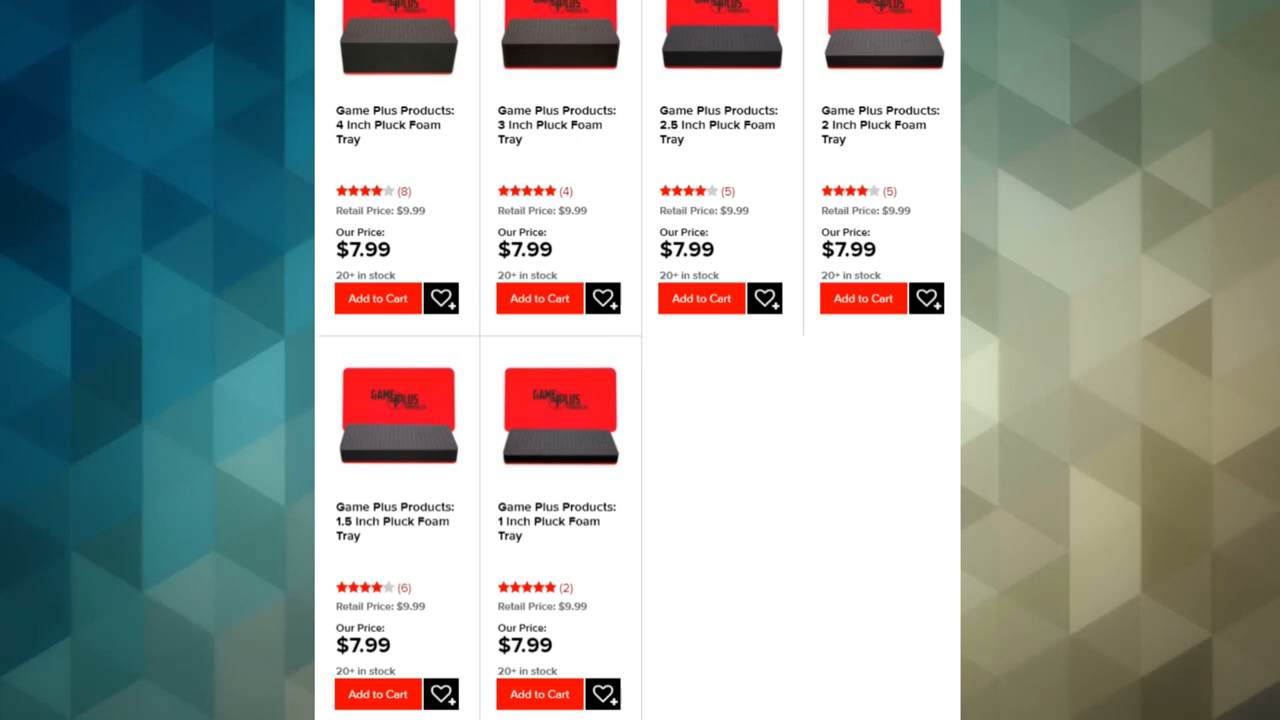 Game Plus Products:
4 Inch Pluck Foam
Tray
(8)
Retail Price: $9.99
Our Price:
$7.99
20+ in stock
Add to Cart
Game Plus Products:
3 Inch Pluck Foam
Tray
(4)
Retail Price: $9.99
Our Price:
$7.99
20+ in stock
Add to Cart
Game Plus Products:
2.5 Inch Pluck Foam
Tray
(5)
Retail Price: $9.99
Our Price:
$7.99
20+ in stock
Add to Cart
Game Plus Products:
2 Inch Pluck Foam
Tray
(5)
Retail Price: $9.99
Our Price:
$7.99
20+ in stock
Add to Cart
GAME PLUS
PRODUCTS
Game Plus Products:
1.5 Inch Pluck Foam
Tray
(6)
Retail Price: $9.99
Our Price:
$7.99
20+ in stock
Add to Cart
GAME PLUS
PRODUCTS
Game Plus Products:
1 Inch Pluck Foam
Tray
(2)
Retail Price: $9.99
Our Price:
$7.99
20+ in stock
Add to Cart